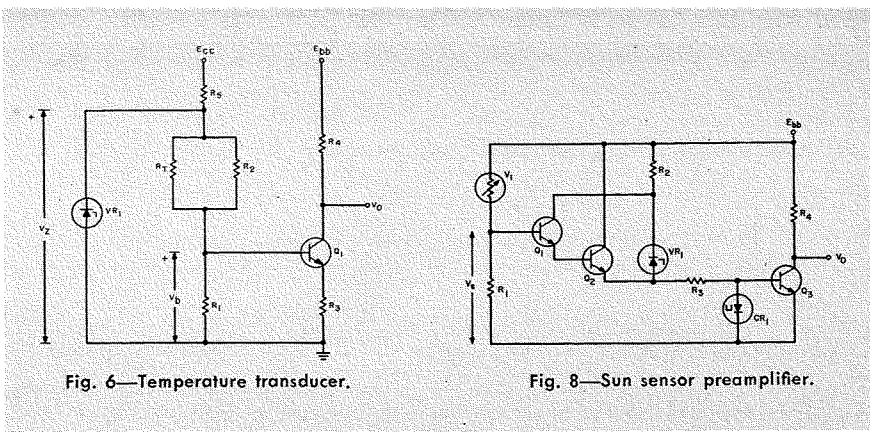 Ecc
Ebb
R5
+
R4
RT
R2
VR1
vo
vz
+
Q1
vb
R1
R3
Fig. 6—Temperature transducer.
Ebb
V1
R2
R4
Q1
VR1
vo
Q2
Vs
R1
R3
Q3
CR1
Fig. 8—Sun sensor preamplifier.